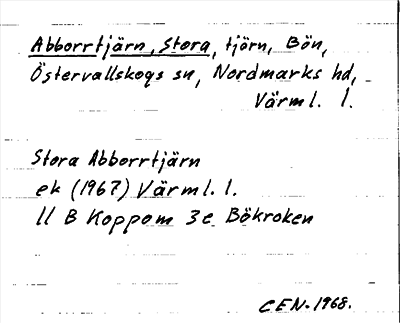 Abborrtjärn, Stora, tjörn, Bön,
Östervallskogs sn, Nordmarks hd,
Värml. l.
Stora Abborrtjärn
ek (1967) Värml. l.
11 B Koppom 3e Bökroken
CEN. 1968.